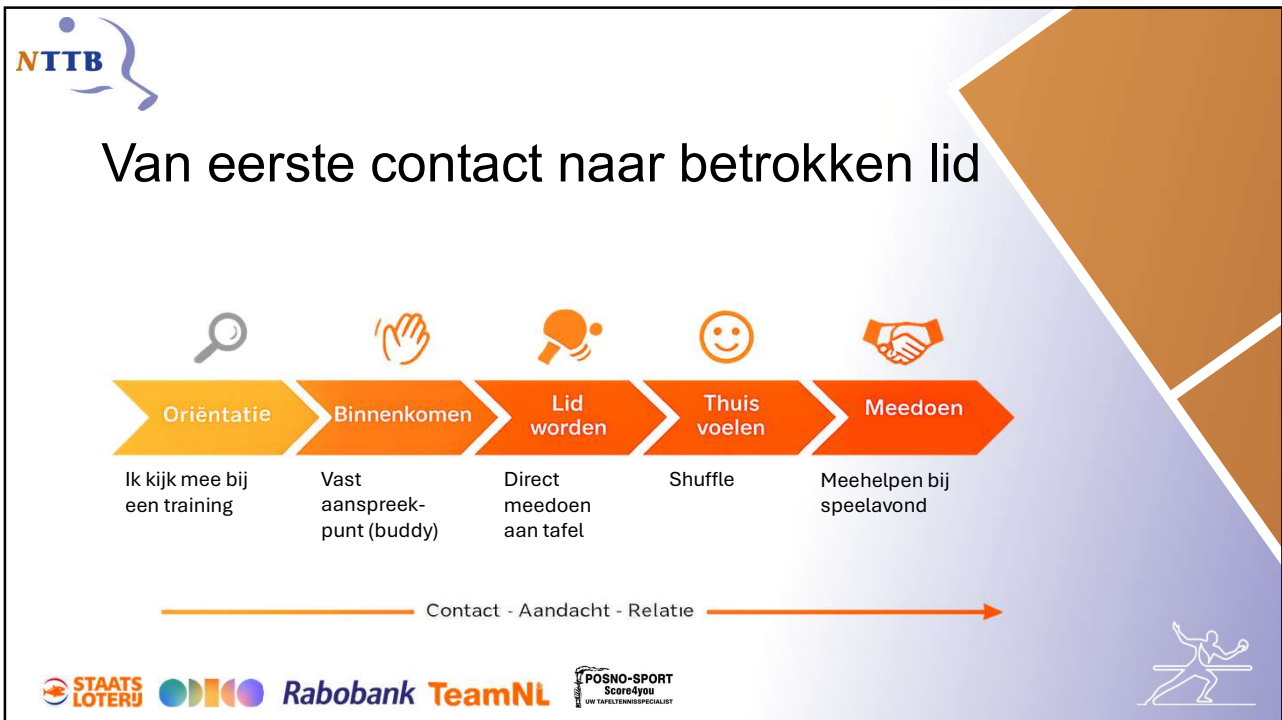 NTTB
Van eerste contact naar betrokken lid
Oriëntatie
Binnenkomen
Lid
worden
Thuis
voelen
Meedoen
Ik kijk mee bij
een training
Vast
aanspreek-
punt (buddy)
Direct
meedoen
aan tafel
Shuffle
Meehelpen bij
speelavond
Contact - Aandacht - Relatie
STAATS
LOTERIJ
ODIDO
Rabobank
TeamNL
POSNO-SPORT
Score4you
UW TAFELTENNISSPECIALIST